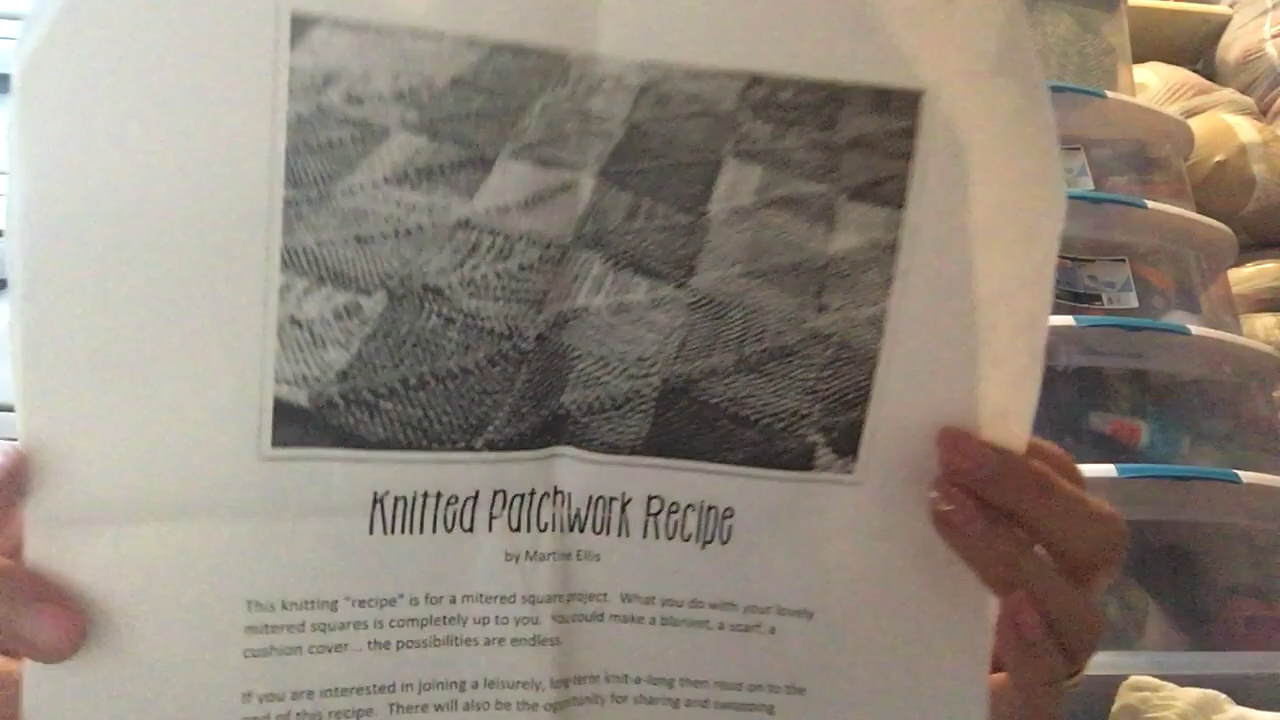 Knitted Patchwork Recipe
by Martine Ellis
This knitting "recipe" is for a mitered square project. What you do with your lovely
mitered squares is completely up to you. You could make a blanket, a scarf, a
cushion cover... the possibilities are endless.
If you are interested in joining a leisurely, long-term knit-a-long then read on to the
end of this recipe. There will also be the opportunity for sharing and swapping